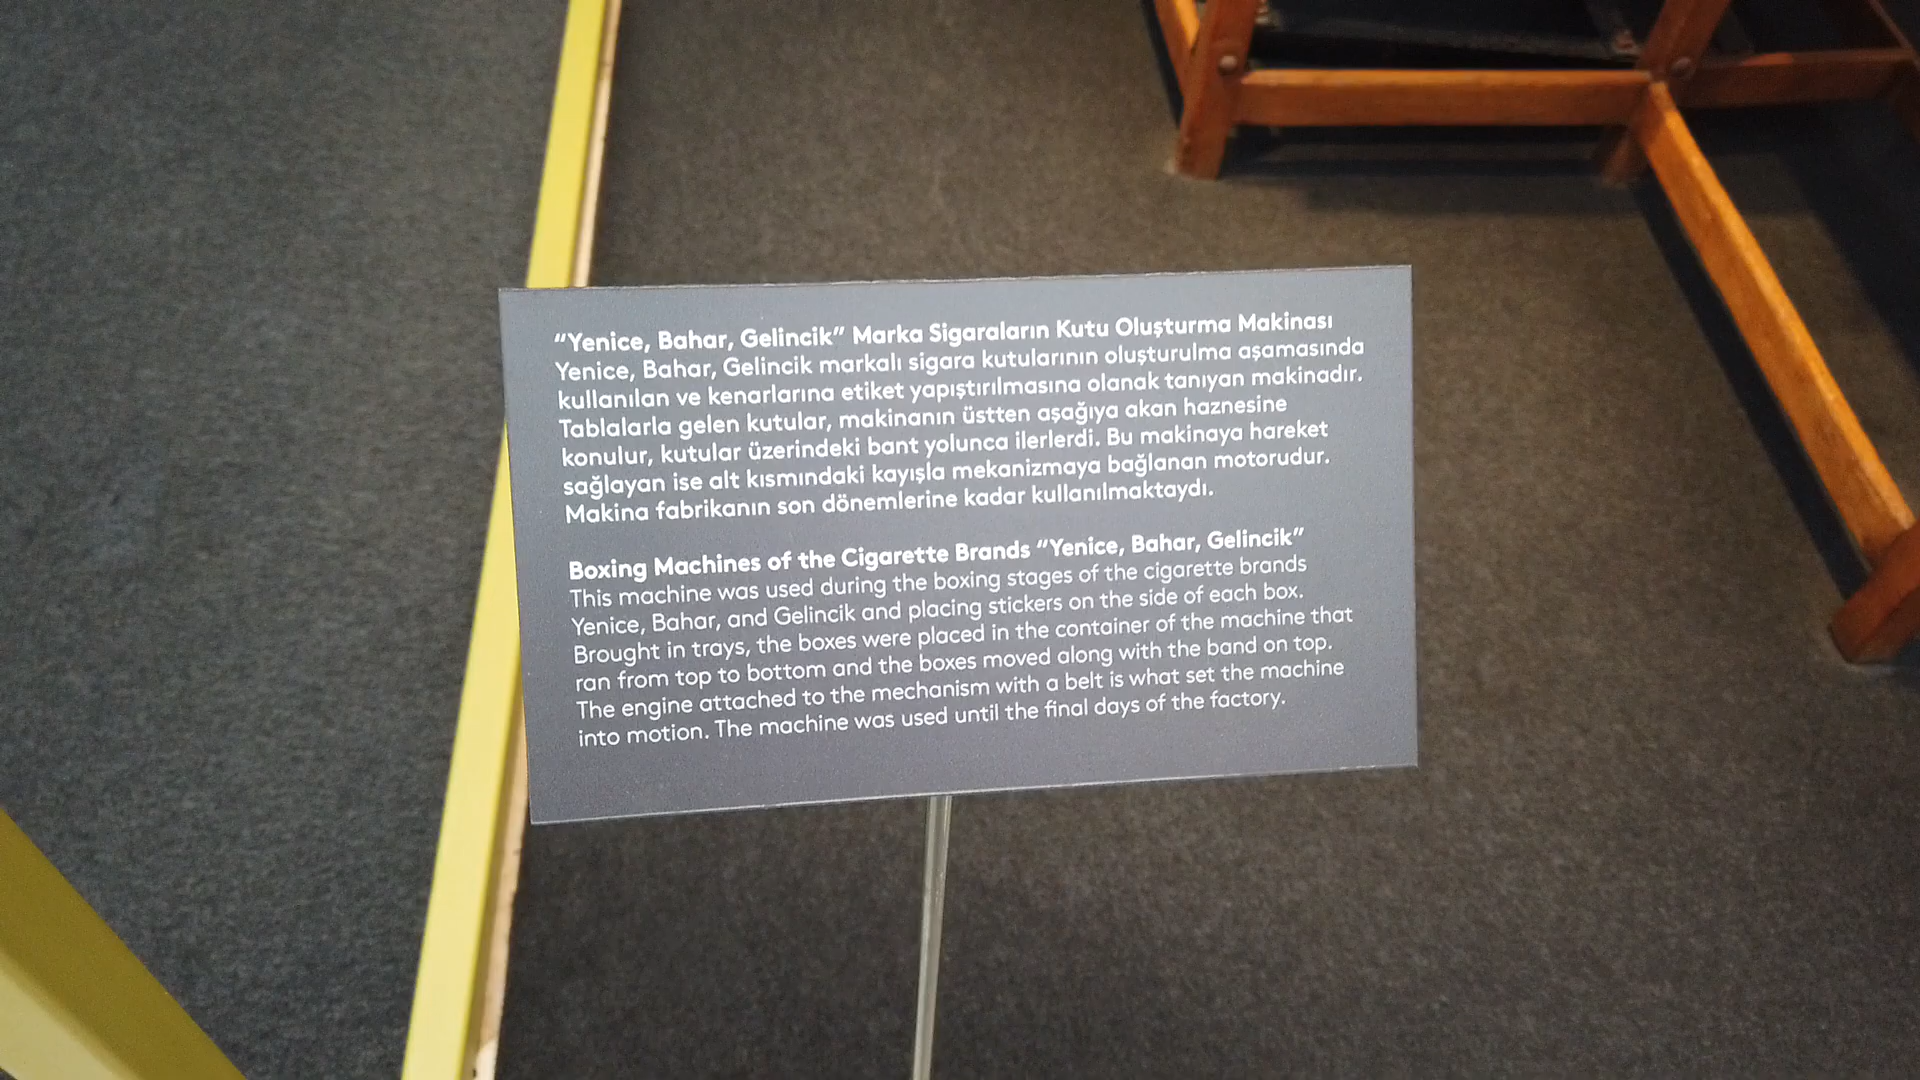 “Yenice, Bahar, Gelincik” Marka Sigaraların Kutu Oluşturma Makinası
Yenice, Bahar, Gelincik markalı sigara kutularının oluşturulma aşamasında
kullanılan ve kenarlarına etiket yapıştırılmasına olanak tanıyan makinadır.
Tablalarla gelen kutular, makinanın üstten aşağıya akan haznesine
konulur, kutular üzerindeki bant yolunca ilerlerdi. Bu makinaya hareket
sağlayan ise alt kısmındaki kayışla mekanizmaya bağlanan motorudur.
Makina fabrikanın son dönemlerine kadar kullanılmaktaydı.
Boxing Machines of the Cigarette Brands “Yenice, Bahar, Gelincik”
This machine was used during the boxing stages of the cigarette brands
Yenice, Bahar, and Gelincik and placing stickers on the side of each box.
Brought in trays, the boxes were placed in the container of the machine that
ran from top to bottom and the boxes moved along with the band on top.
The engine attached to the mechanism with a belt is what set the machine
into motion. The machine was used until the final days of the factory.